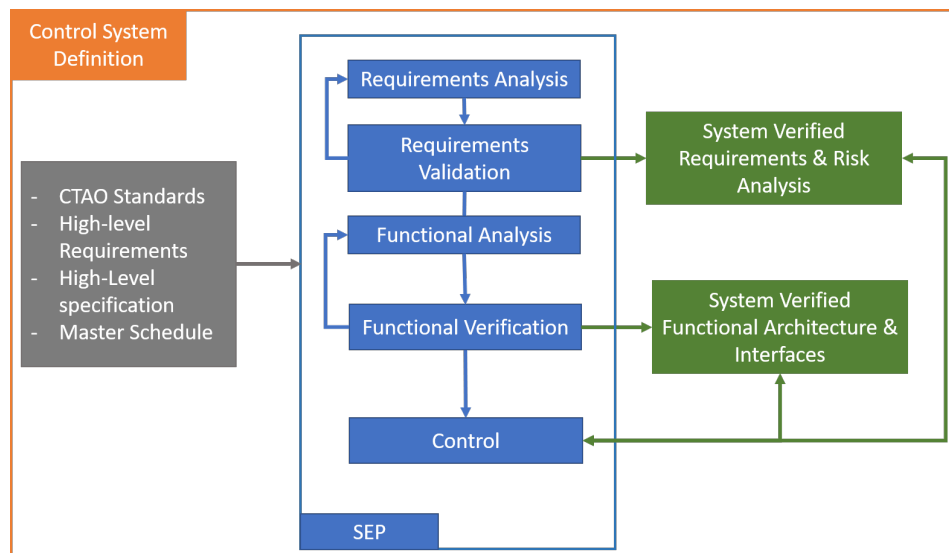 Control System
Definition
Requirements Analysis
Requirements
Validation
System Verified
Requirements & Risk
Analysis
- CTAO Standards
- High-level
Requirements
- High-Level
specification
- Master Schedule
Functional Analysis
Functional Verification
System Verified
Functional Architecture &
Interfaces
Control
SEP